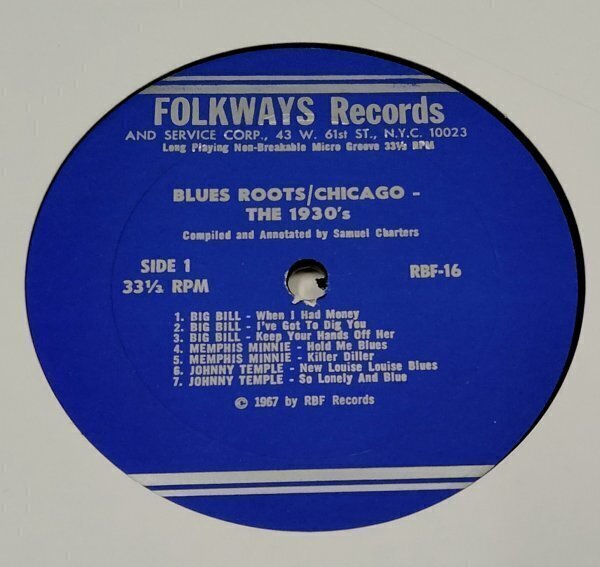 FOLKWAYS Records
AND SERVICE CORP., 43 W. 61st ST., N.Y.C. 10023
Long Playing Non-Breakable Micro Groove 33⅓ RPM
BLUES ROOTS/CHICAGO -
THE 1930's
Compiled and Annotated by Samuel Charters
SIDE 1
33⅓ RPM
RBF-16
1. BIG BILL - When I Had Money
2. BIG BILL - I've Got To Dig You
3. BIG BILL - Keep Your Hands Off Her
4. MEMPHIS MINNIE - Hold Me Blues
5. MEMPHIS MINNIE - Killer Diller
6. JOHNNY TEMPLE - New Louise Louise Blues
7. JOHNNY TEMPLE - So Lonely And Blue
© 1967 by RBF Records